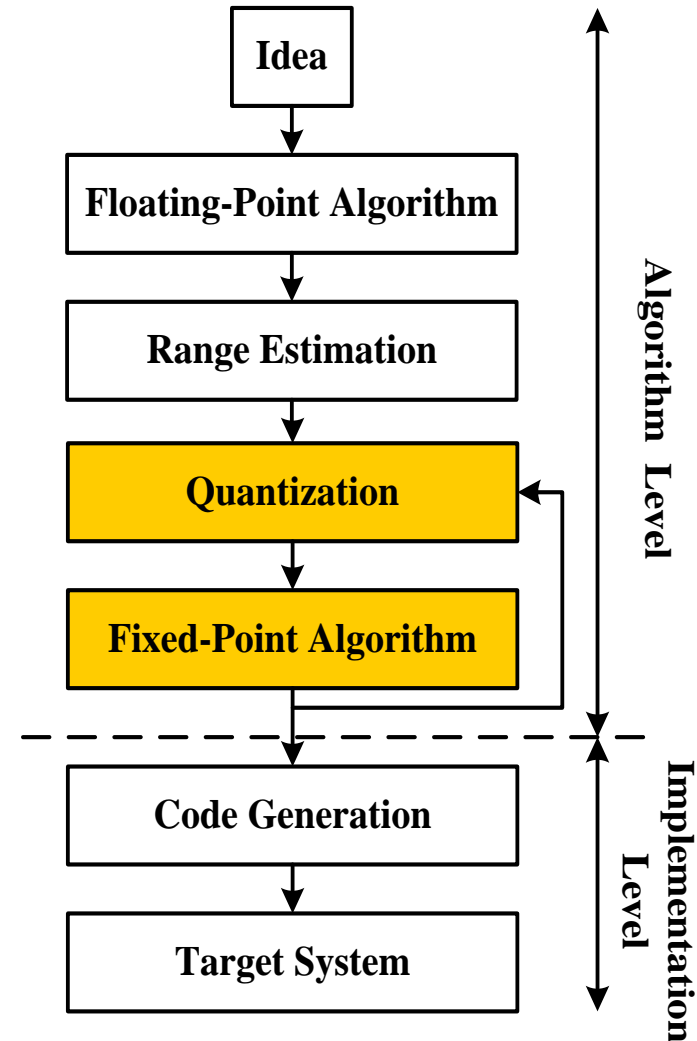 Idea
Floating-Point Algorithm
Range Estimation
Quantization
Fixed-Point Algorithm
Code Generation
Target System
Algorithm Level
Implementation
Level